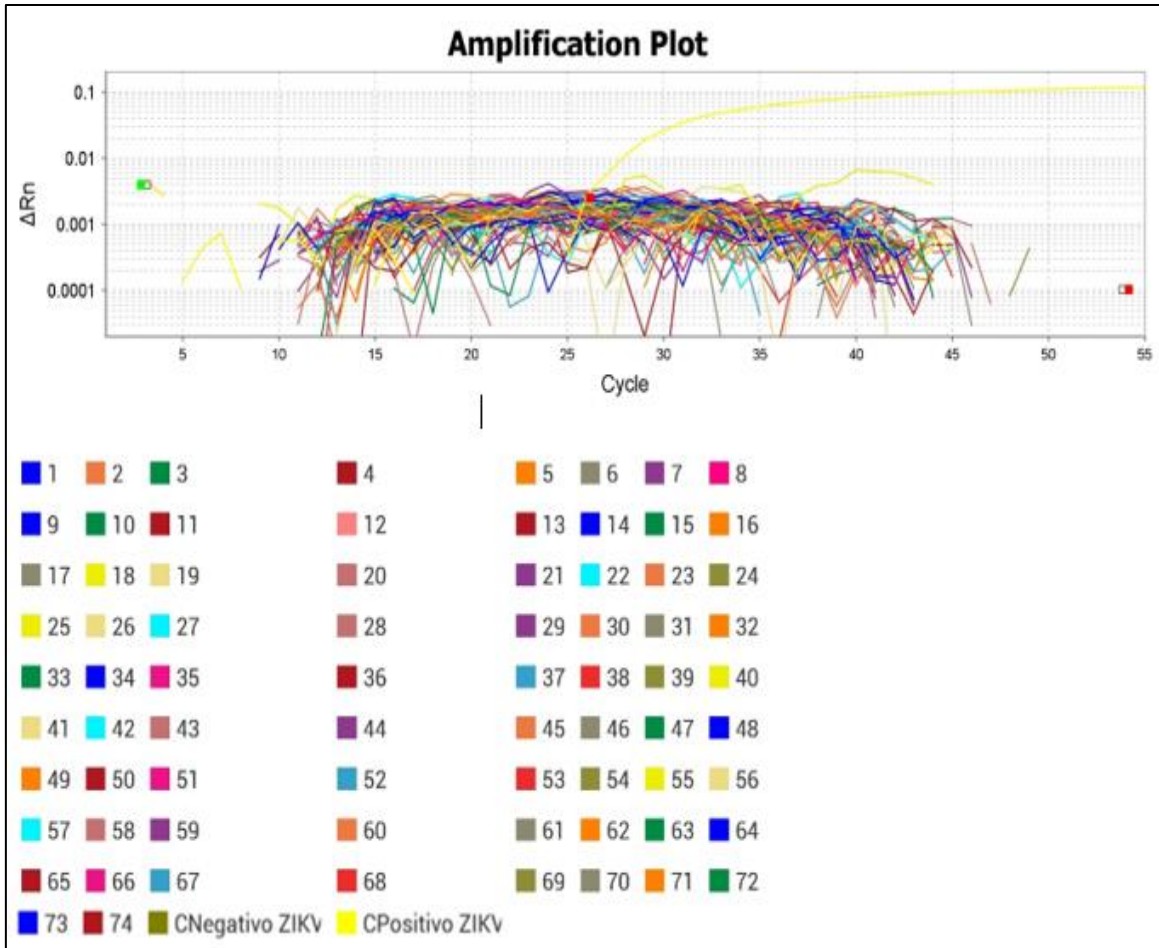 Amplification Plot
0.1
0.01
ΔRn
0.001
0.0001
5 10 15 20 25 30 35 40 45 50 55
Cycle
1 2 3 4 5 6 7 8
9 10 11 12 13 14 15 16
17 18 19 20 21 22 23 24
25 26 27 28 29 30 31 32
33 34 35 36 37 38 39 40
41 42 43 44 45 46 47 48
49 50 51 52 53 54 55 56
57 58 59 60 61 62 63 64
65 66 67 68 69 70 71 72
73 74 CNegativo ZIKV CPositivo ZIKV